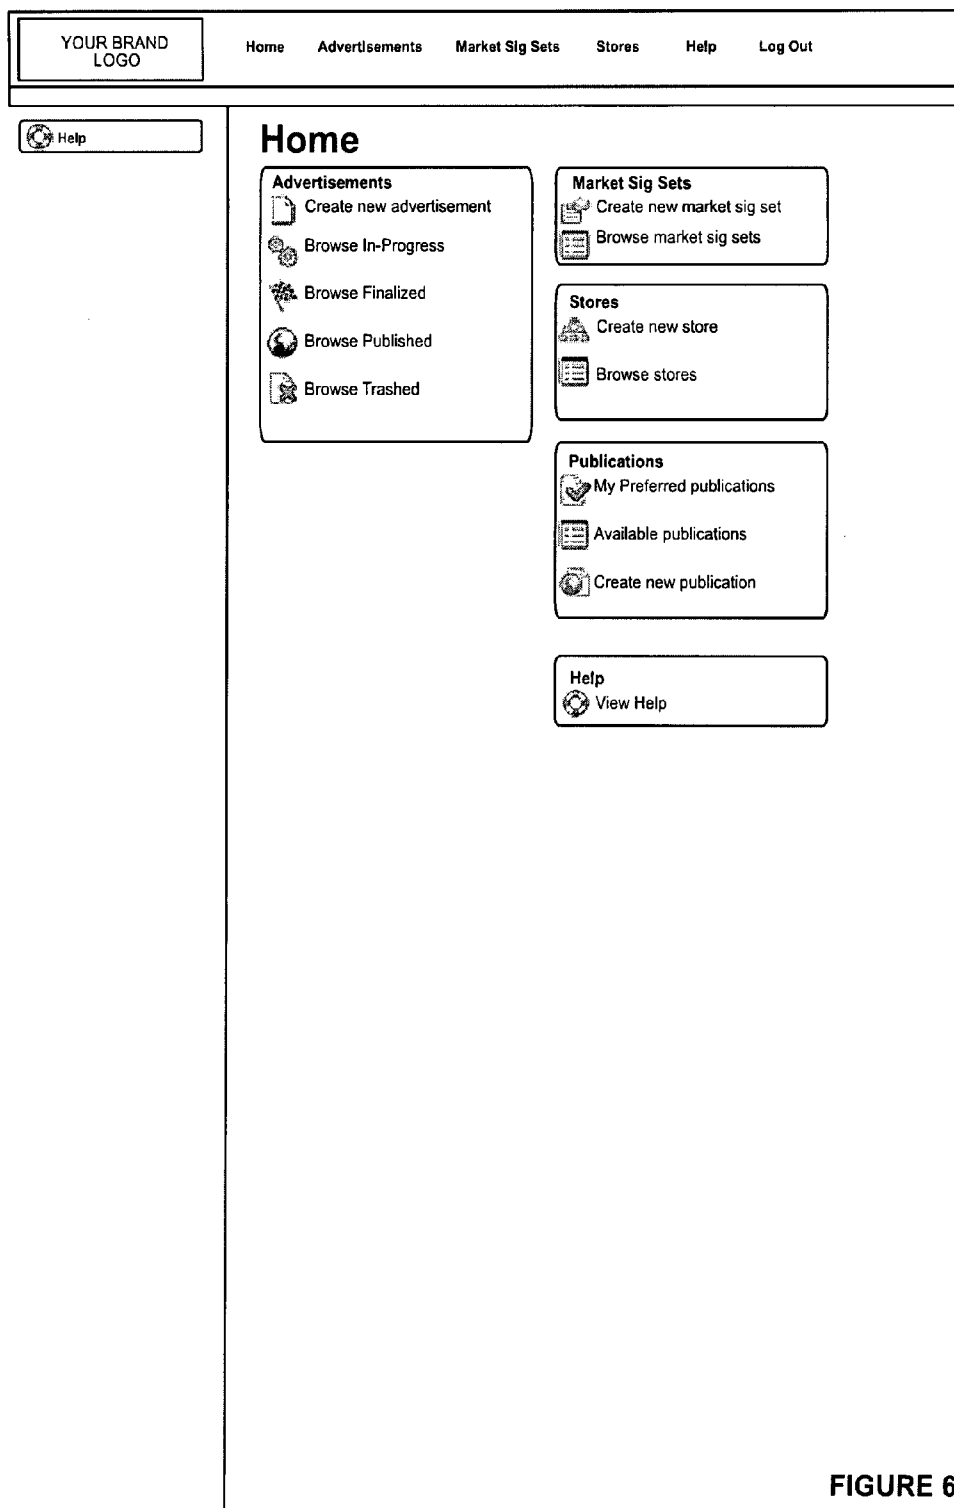 YOUR BRAND
LOGO
Home Advertisements Market Sig Sets Stores Help Log Out
Help
Home
Advertisements
Create new advertisement
Browse In-Progress
Browse Finalized
Browse Published
Browse Trashed
Market Sig Sets
Create new market sig set
Browse market sig sets
Stores
Create new store
Browse stores
Publications
My Preferred publications
Available publications
Create new publication
Help
View Help
FIGURE 6